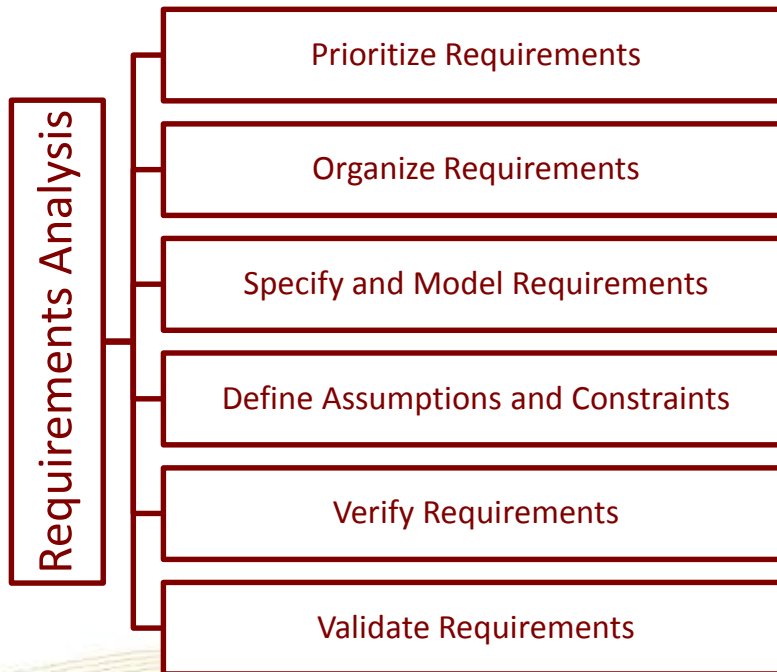 Requirements Analysis
Prioritize Requirements
Organize Requirements
Specify and Model Requirements
Define Assumptions and Constraints
Verify Requirements
Validate Requirements